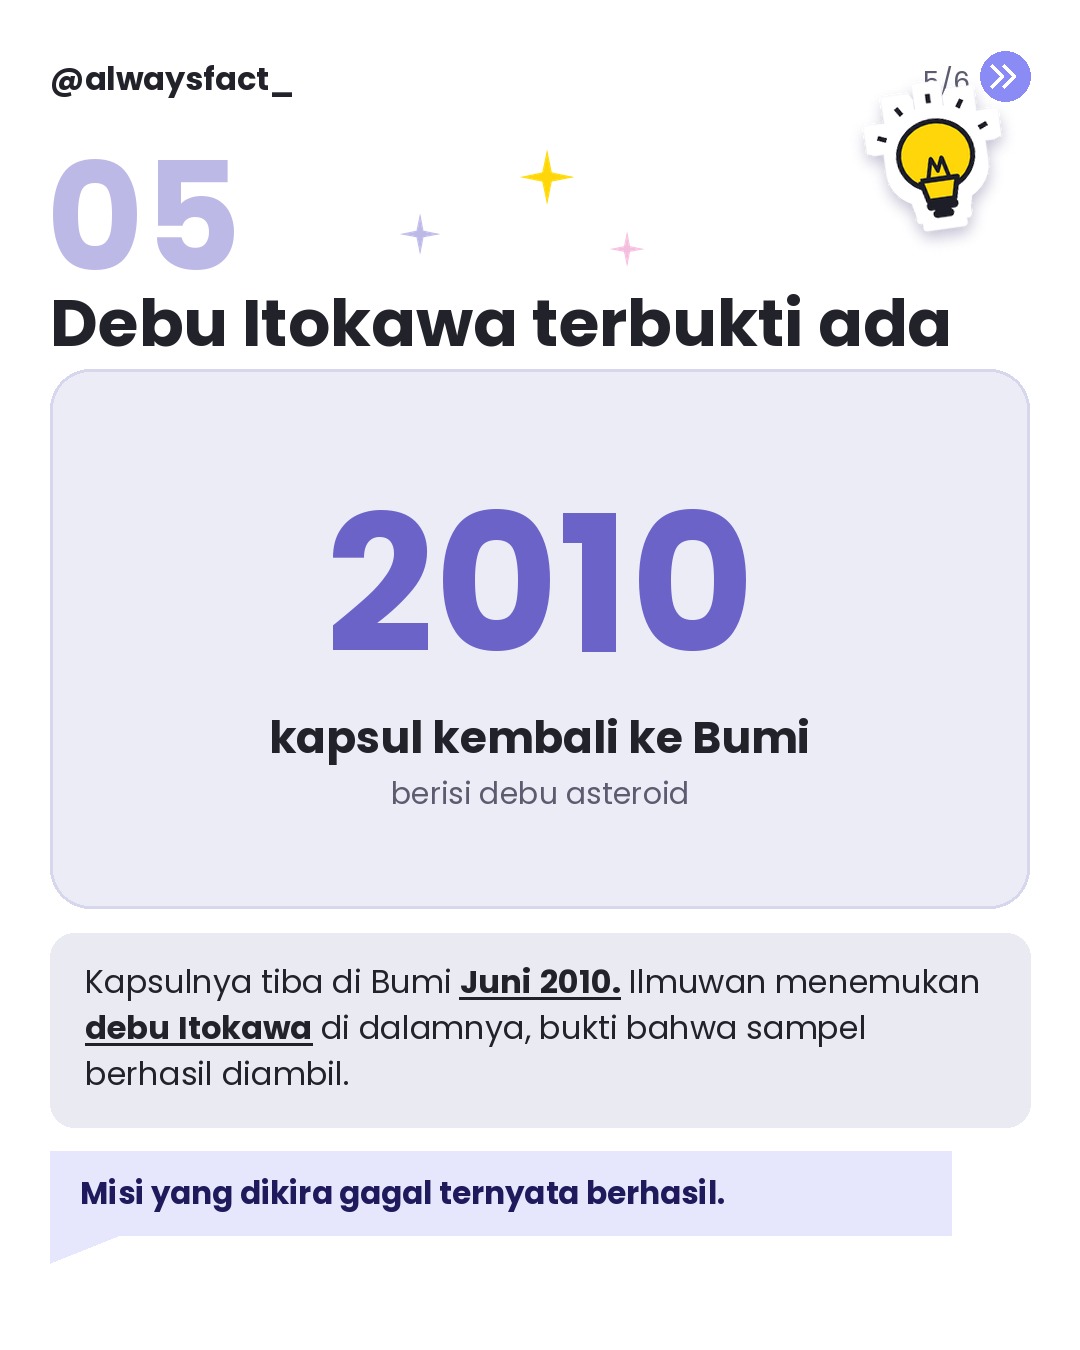 @alwaysfact_
5/6
05
Debu Itokawa terbukti ada
2010
kapsul kembali ke Bumi
berisi debu asteroid
Kapsulnya tiba di Bumi Juni 2010. Ilmuwan menemukan
debu Itokawa di dalamnya, bukti bahwa sampel
berhasil diambil.
Misi yang dikira gagal ternyata berhasil.